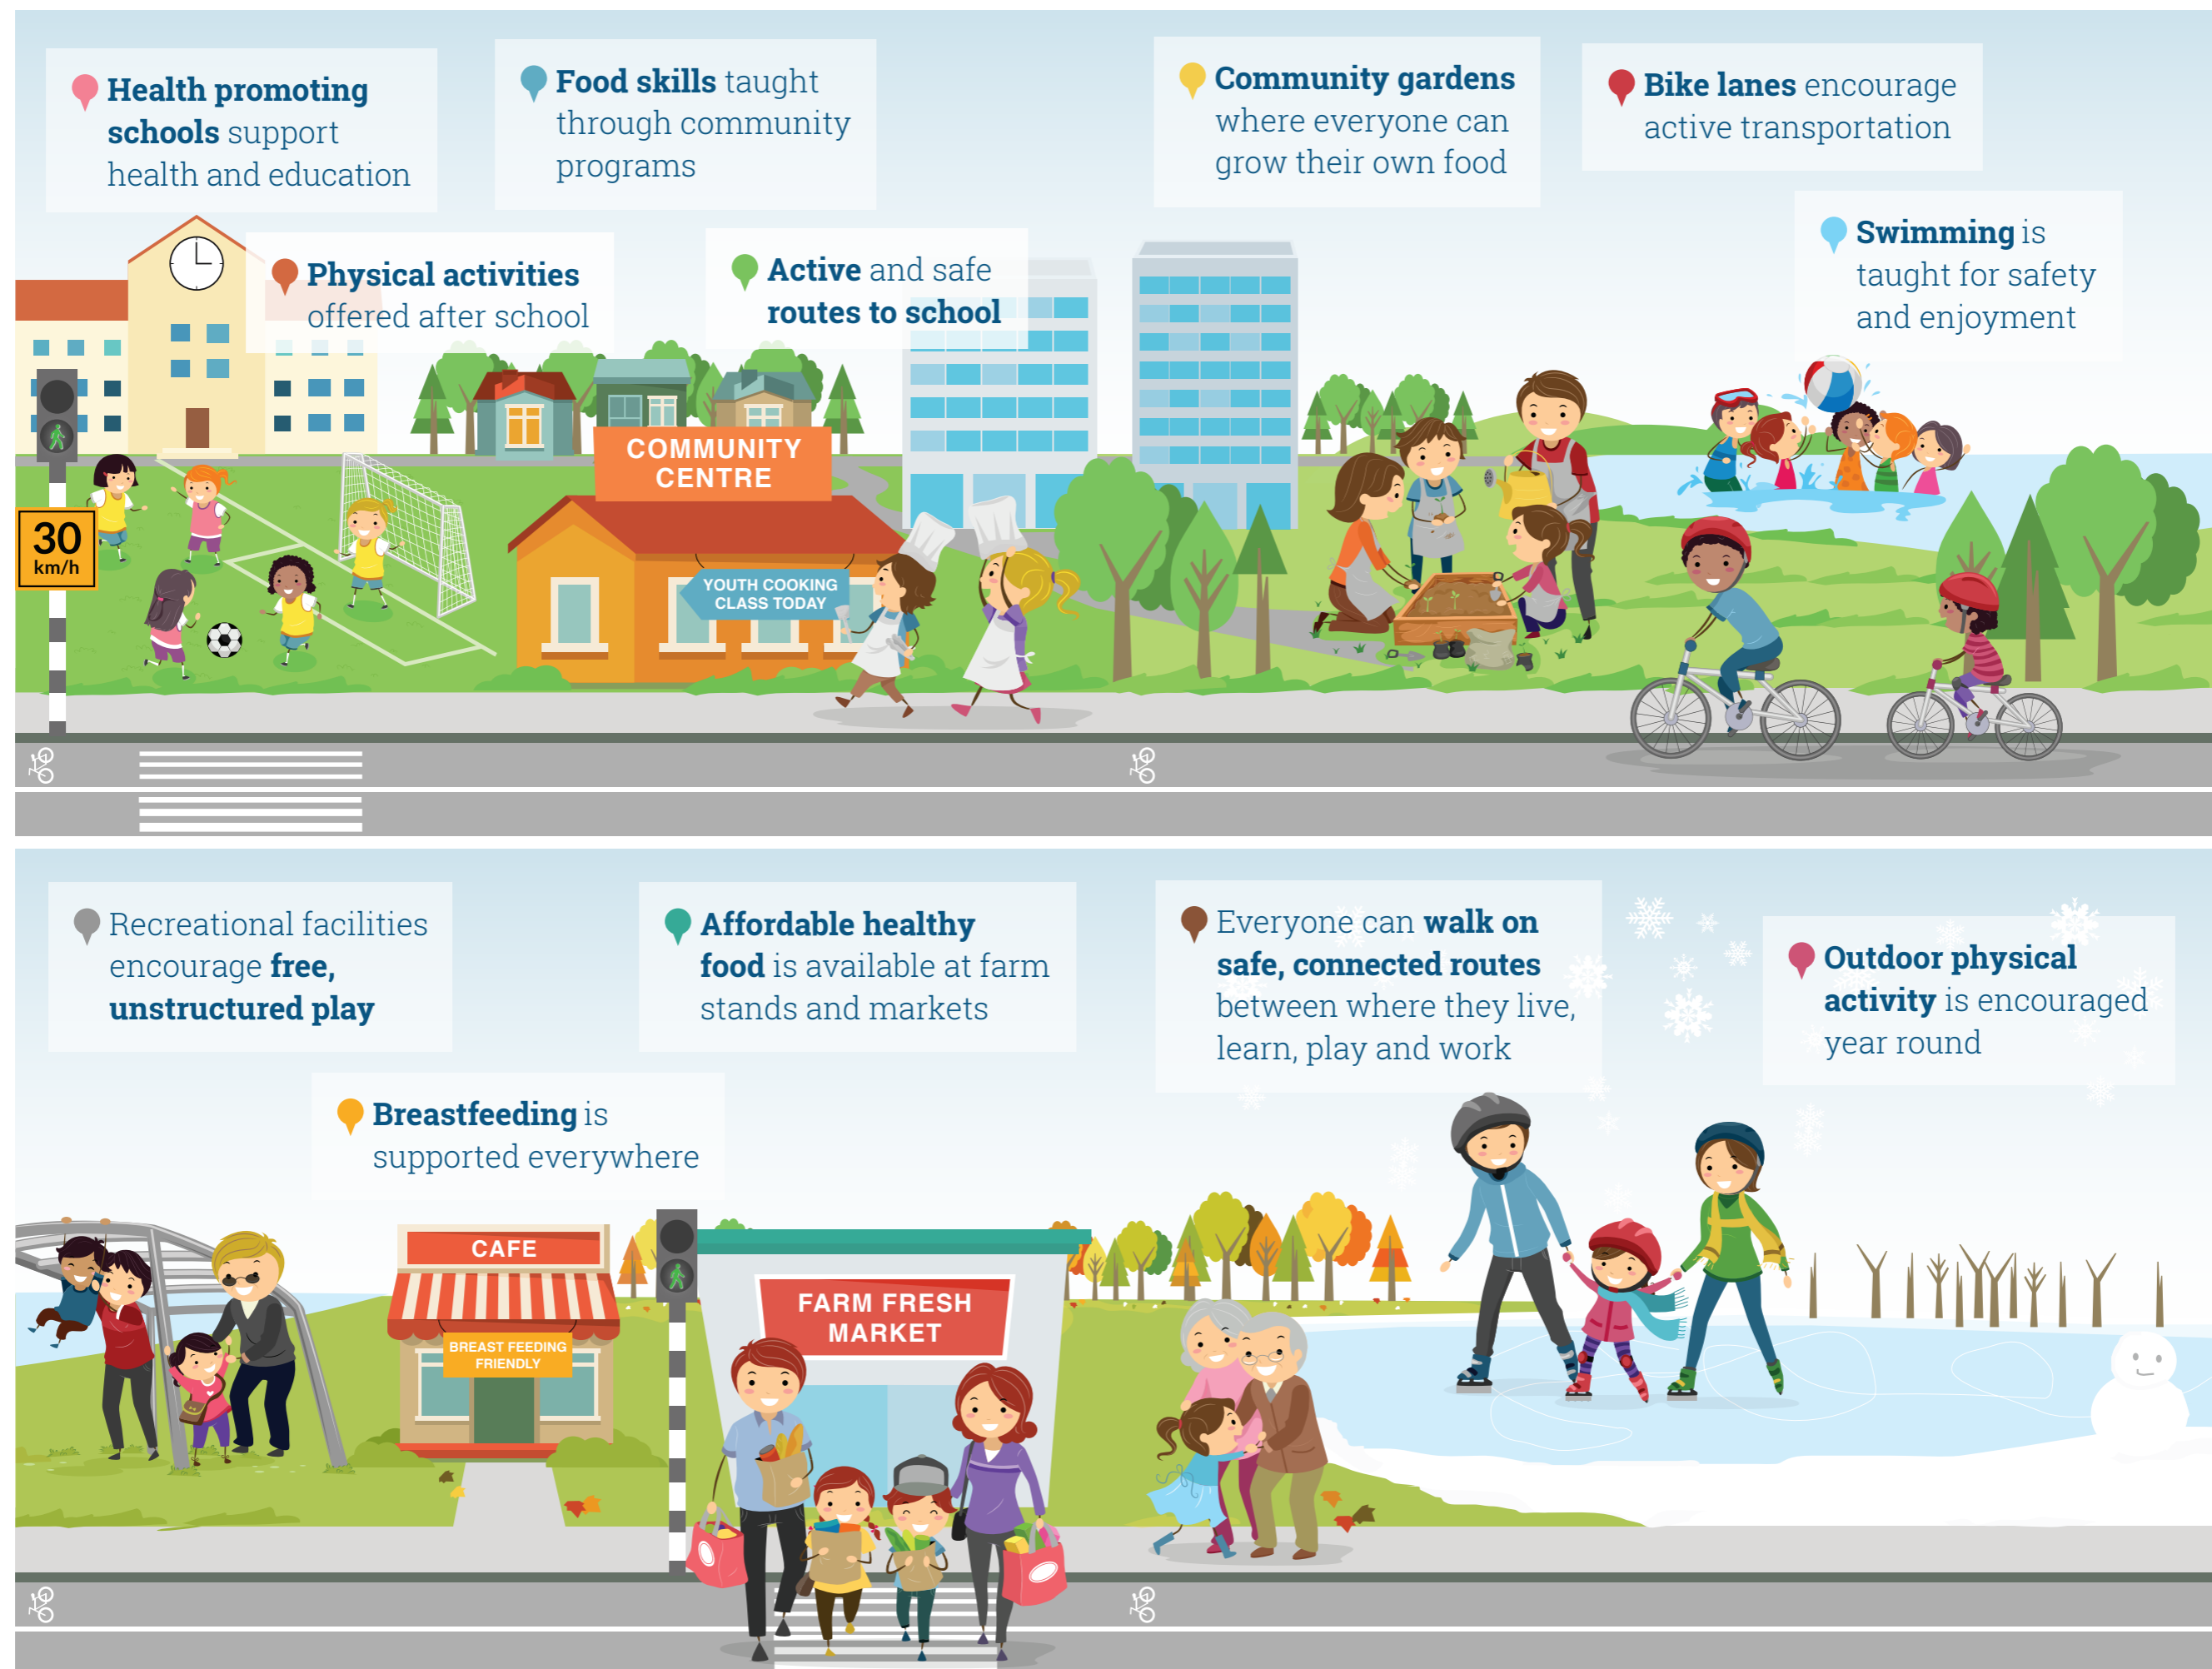 Health promoting
schools support
health and education
Food skills taught
through community
programs
Community gardens
where everyone can
grow their own food
Bike lanes encourage
active transportation
Physical activities
offered after school
Active and safe
routes to school
Swimming is
taught for safety
and enjoyment
COMMUNITY
CENTRE
30
km/h
YOUTH COOKING
CLASS TODAY
Recreational facilities
encourage free,
unstructured play
Affordable healthy
food is available at farm
stands and markets
Everyone can walk on
safe, connected routes
between where they live,
learn, play and work
Outdoor physical
activity is encouraged
year round
Breastfeeding is
supported everywhere
CAFE
BREAST FEEDING
FRIENDLY
FARM FRESH
MARKET